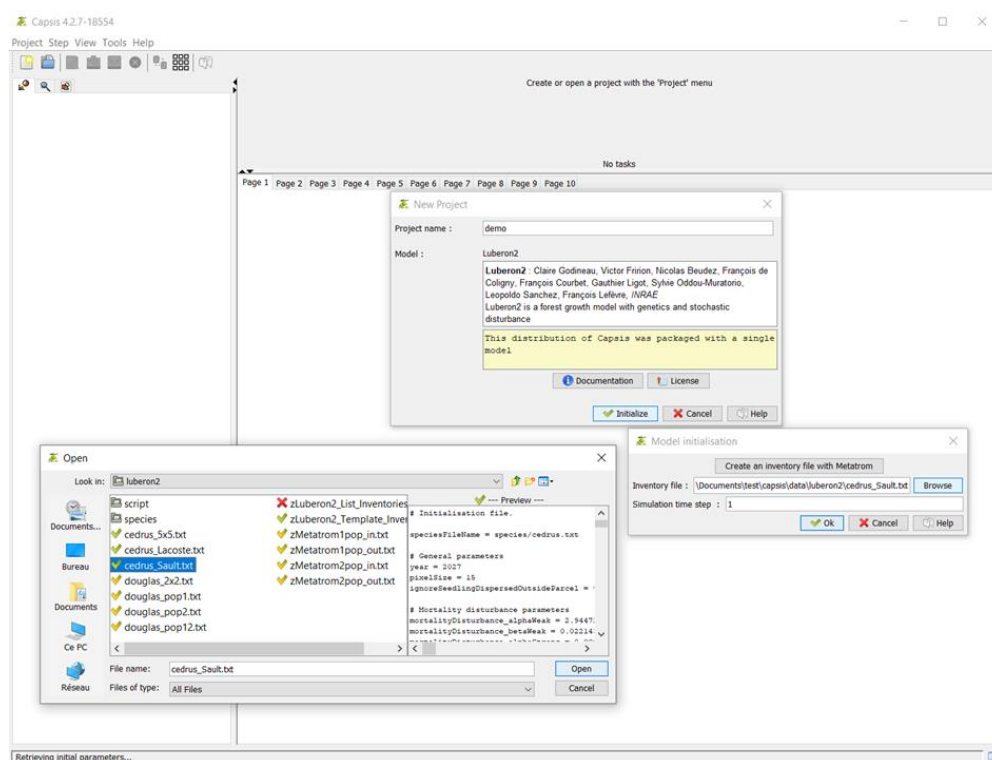 Capsis 4.2.7-18554
Project Step View Tools Help
Create or open a project with the 'Project' menu
No tasks
Page 1 Page 2 Page 3 Page 4 Page 5 Page 6 Page 7 Page 8 Page 9 Page 10
New Project
Project name : demo
Model : Luberon2
Luberon2 : Claire Godineau, Victor Fririon, Nicolas Beudez, François de
Coligny, François Courbet, Gauthier Ligot, Sylvie Oddou-Muratorio,
Leopoldo Sanchez, François Lefèvre, INRAE
Luberon2 is a forest growth model with genetics and stochastic
disturbance
This distribution of Capsis was packaged with a single
model
Documentation License
Initialize Cancel Help
Model initialisation
Create an inventory file with Metatrom
Inventory file : \Documents\test\capsis\data\luberon2\cedrus_Sault.txt Browse
Simulation time step : 1
Ok Cancel Help
Open
Look in: luberon2
Documents...
Bureau
Documents
Ce PC
Réseau
script
species
cedrus_5x5.txt
cedrus_Lacoste.txt
cedrus_Sault.txt
douglas_2x2.txt
douglas_pop1.txt
douglas_pop2.txt
douglas_pop12.txt
zLuberon2_List_Inventories
zLuberon2_Template_Inver
zMetatrom1pop_in.txt
zMetatrom1pop_out.txt
zMetatrom2pop_in.txt
zMetatrom2pop_out.txt
--- Preview ---
# Initialisation file.
speciesFileName = species/cedrus.txt
# General parameters
year = 2027
pixelSize = 15
ignoreSeedlingDispersedOutsideParcel =
# Mortality disturbance parameters
mortalityDisturbance_alphaWeak = 2.9447
mortalityDisturbance_betaWeak = 0.02214
File name: cedrus_Sault.txt Open
Files of type: All Files Cancel
Retrieving initial parameters...